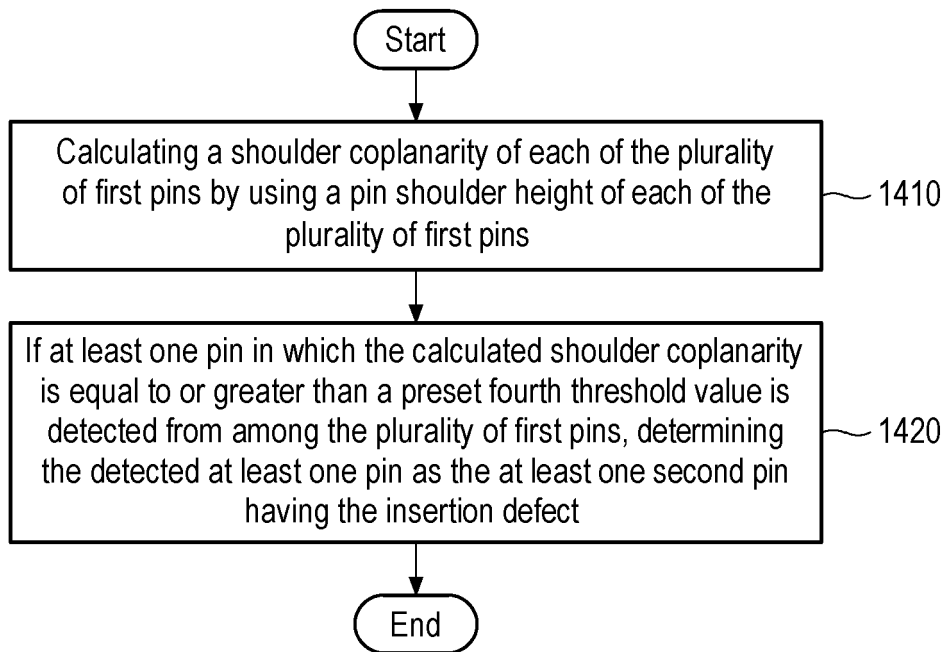 Start
Calculating a shoulder coplanarity of each of the plurality
of first pins by using a pin shoulder height of each of the
plurality of first pins
1410
If at least one pin in which the calculated shoulder coplanarity
is equal to or greater than a preset fourth threshold value is
detected from among the plurality of first pins, determining
the detected at least one pin as the at least one second pin
having the insertion defect
1420
End